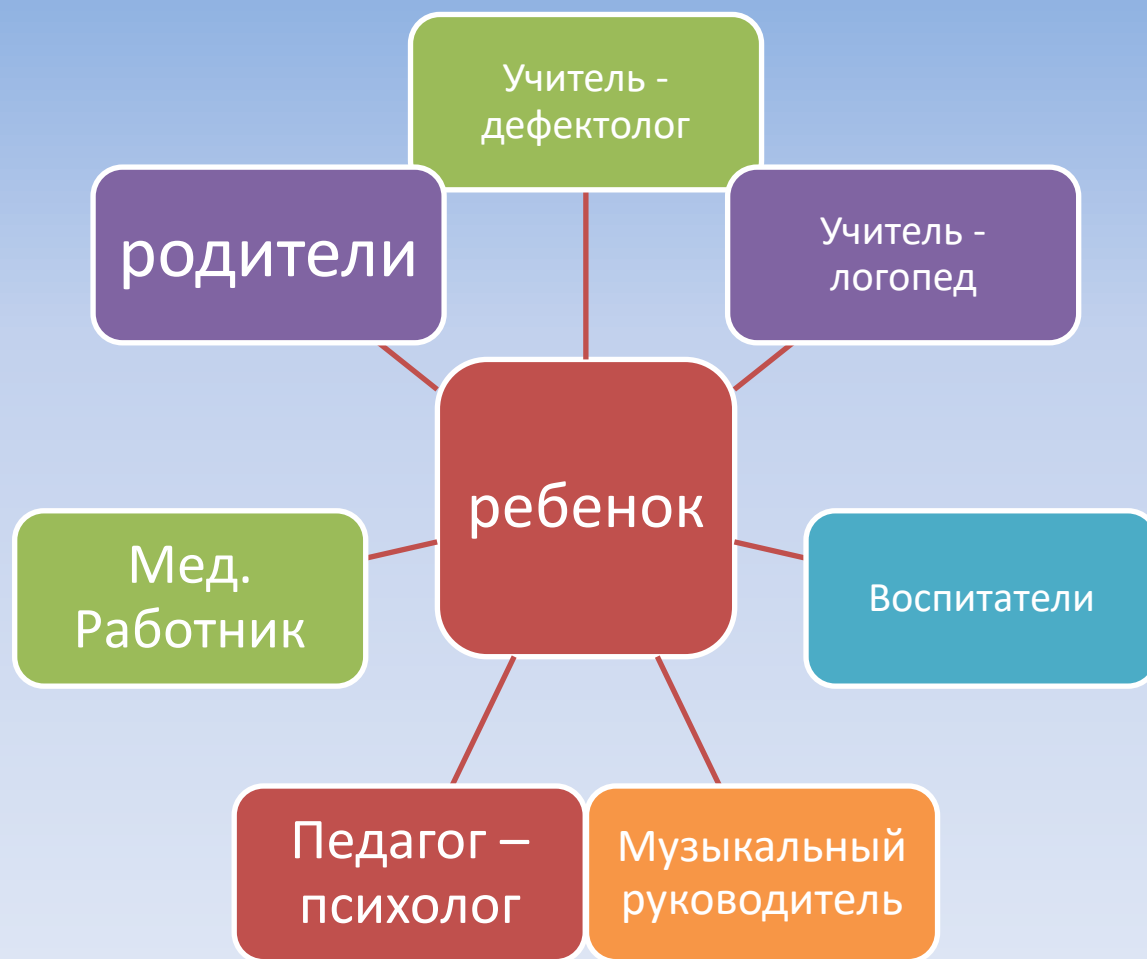 Учитель -
дефектолог
родители
Учитель -
логопед
ребенок
Мед.
Работник
Воспитатели
Педагог –
психолог
Музыкальный
руководитель